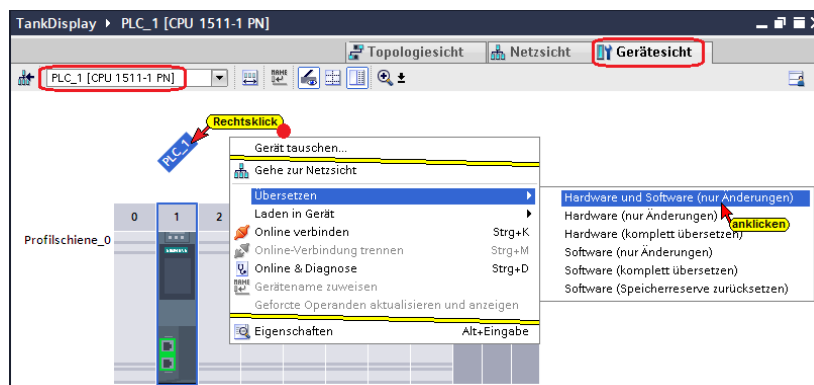 TankDisplay ▸ PLC_1 [CPU 1511-1 PN]
Topologiesicht Netzsicht Gerätesicht
PLC_1 [CPU 1511-1 PN]
Rechtsklick
PLC_1
Gerät tauschen...
Gehe zur Netzsicht
Übersetzen
Laden in Gerät
Online verbinden Strg+K
Online-Verbindung trennen Strg+M
Online & Diagnose Strg+D
Gerätename zuweisen
Geforcte Operanden aktualisieren und anzeigen
Eigenschaften Alt+Eingabe
Hardware und Software (nur Änderungen)
Hardware (nur Änderungen)
anklicken
Hardware (komplett übersetzen)
Software (nur Änderungen)
Software (komplett übersetzen)
Software (Speicherreserve zurücksetzen)
0 1 2
Profilschiene_0